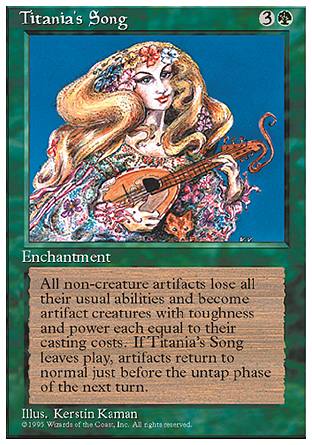 Titania's Song 3
Enchantment
All non-creature artifacts lose all
their usual abilities and become
artifact creatures with toughness
and power each equal to their
casting costs. If Titania's Song
leaves play, artifacts return to
normal just before the untap phase
of the next turn.
Illus. Kerstin Kaman
©1995 Wizards of the Coast, Inc. All rights reserved.